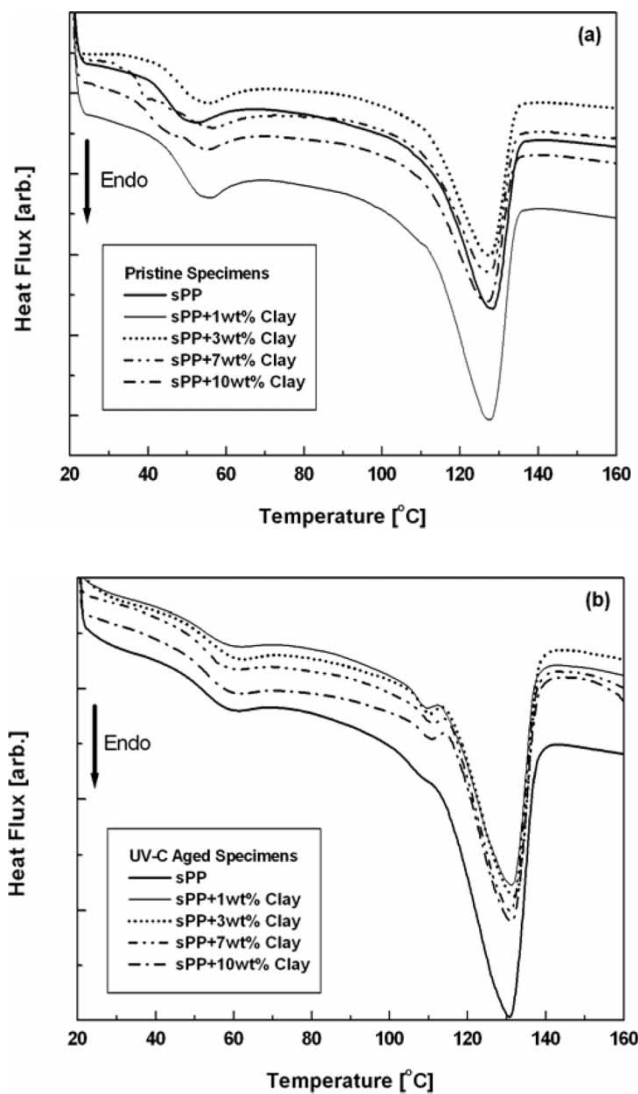 (a)
Heat Flux [arb.]
Endo
Pristine Specimens
sPP
sPP+1wt% Clay
sPP+3wt% Clay
sPP+7wt% Clay
sPP+10wt% Clay
20 40 60 80 100 120 140 160
Temperature [°C]
(b)
Heat Flux [arb.]
Endo
UV-C Aged Specimens
sPP
sPP+1wt% Clay
sPP+3wt% Clay
sPP+7wt% Clay
sPP+10wt% Clay
20 40 60 80 100 120 140 160
Temperature [°C]